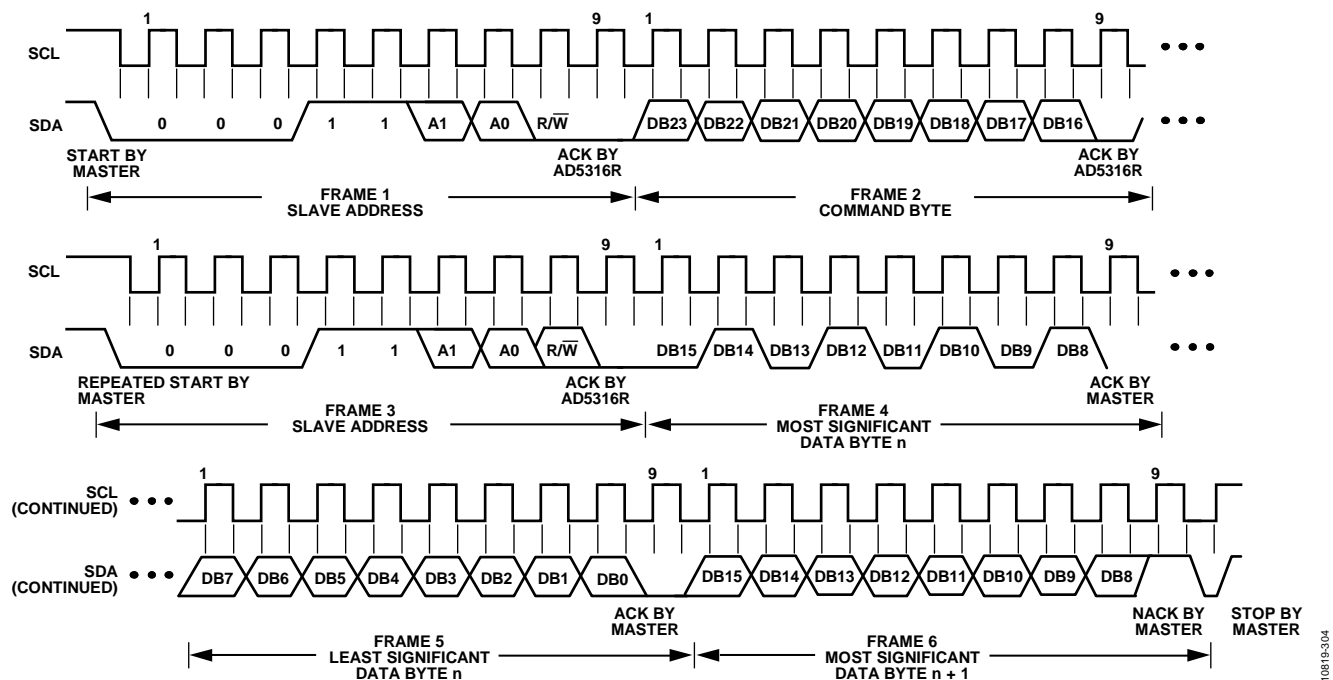 1 9 1 9
SCL
SDA 0 0 0 1 1 A1 A0 R/W̅ DB23 DB22 DB21 DB20 DB19 DB18 DB17 DB16
START BY
MASTER
ACK BY
AD5316R
ACK BY
AD5316R
FRAME 1
SLAVE ADDRESS
FRAME 2
COMMAND BYTE
1 9 1 9
SCL
SDA 0 0 0 1 1 A1 A0 R/W̅ DB15 DB14 DB13 DB12 DB11 DB10 DB9 DB8
REPEATED START BY
MASTER
ACK BY
AD5316R
ACK BY
MASTER
FRAME 3
SLAVE ADDRESS
FRAME 4
MOST SIGNIFICANT
DATA BYTE n
1 9 1 9
SCL
(CONTINUED)
SDA
(CONTINUED)
DB7 DB6 DB5 DB4 DB3 DB2 DB1 DB0 DB15 DB14 DB13 DB12 DB11 DB10 DB9 DB8
ACK BY
MASTER
NACK BY
MASTER
STOP BY
MASTER
FRAME 5
LEAST SIGNIFICANT
DATA BYTE n
FRAME 6
MOST SIGNIFICANT
DATA BYTE n + 1
10819-304